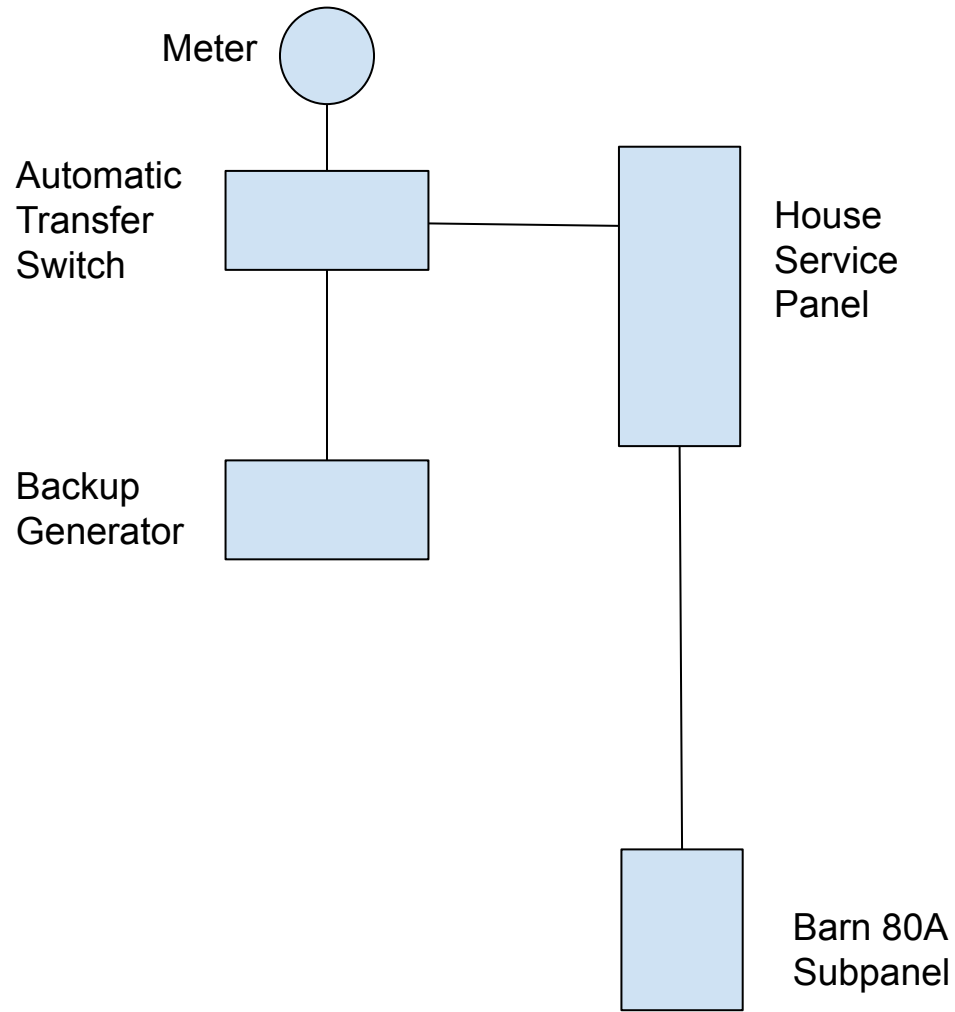 Meter
Automatic
Transfer
Switch
House
Service
Panel
Backup
Generator
Barn 80A
Subpanel